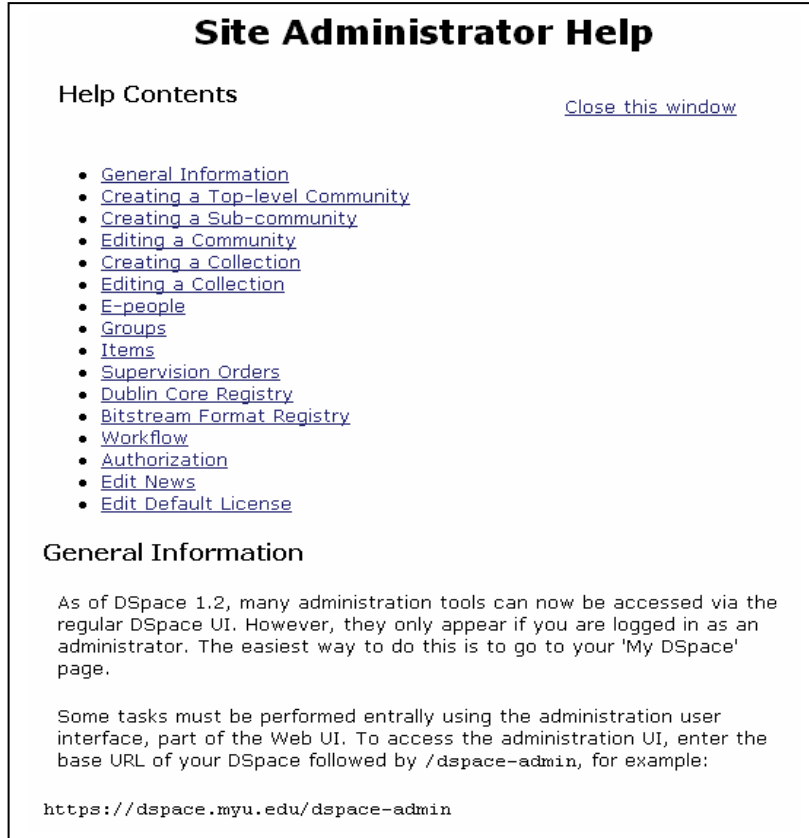 Site Administrator Help
Help Contents
Close this window
General Information
Creating a Top-level Community
Creating a Sub-community
Editing a Community
Creating a Collection
Editing a Collection
E-people
Groups
Items
Supervision Orders
Dublin Core Registry
Bitstream Format Registry
Workflow
Authorization
Edit News
Edit Default License
General Information
As of DSpace 1.2, many administration tools can now be accessed via the
regular DSpace UI. However, they only appear if you are logged in as an
administrator. The easiest way to do this is to go to your 'My DSpace'
page.
Some tasks must be performed entrally using the administration user
interface, part of the Web UI. To access the administration UI, enter the
base URL of your DSpace followed by /dspace-admin, for example:
https://dspace.myu.edu/dspace-admin